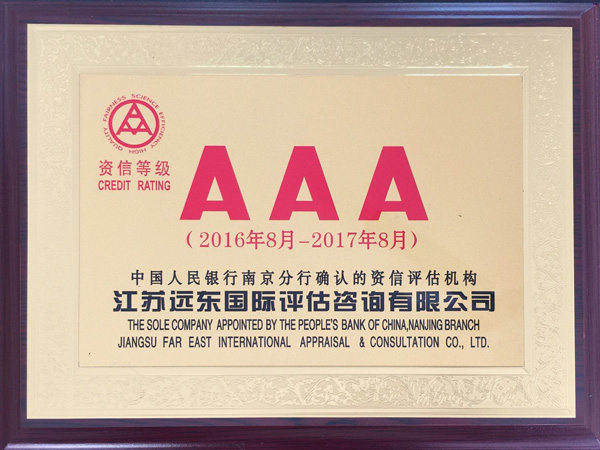 FAIRNESS SCIENCE EFFICIENCY HIGH QUALITY
资信等级
CREDIT RATING
AAA
(2016年8月-2017年8月)
中国人民银行南京分行确认的资信评估机构
江苏远东国际评估咨询有限公司
THE SOLE COMPANY APPOINTED BY THE PEOPLE'S BANK OF CHINA,NANJING BRANCH
JIANGSU FAR EAST INTERNATIONAL APPRAISAL & CONSULTATION CO., LTD.